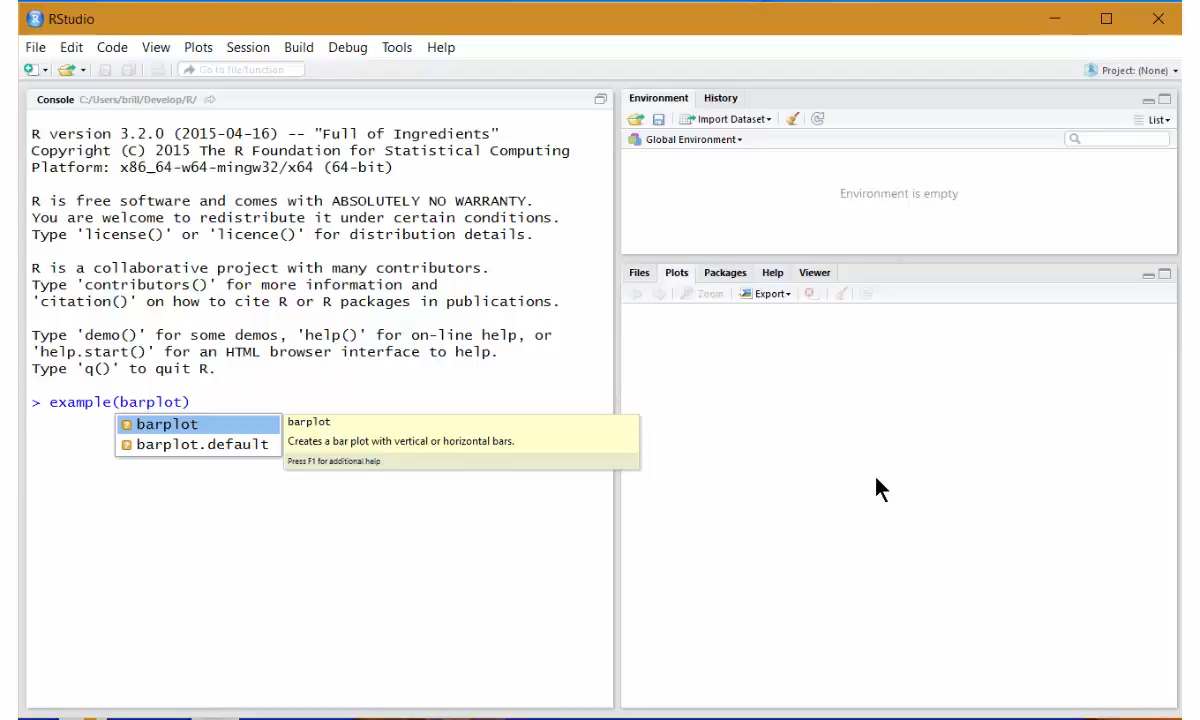 RStudio
File Edit Code View Plots Session Build Debug Tools Help
Go to file/function
Project: (None)
Console C:/Users/brill/Develop/R/
R version 3.2.0 (2015-04-16) -- "Full of Ingredients"
Copyright (C) 2015 The R Foundation for Statistical Computing
Platform: x86_64-w64-mingw32/x64 (64-bit)
R is free software and comes with ABSOLUTELY NO WARRANTY.
You are welcome to redistribute it under certain conditions.
Type 'license()' or 'licence()' for distribution details.
R is a collaborative project with many contributors.
Type 'contributors()' for more information and
'citation()' on how to cite R or R packages in publications.
Type 'demo()' for some demos, 'help()' for on-line help, or
'help.start()' for an HTML browser interface to help.
Type 'q()' to quit R.
> example(barplot)
barplot
barplot.default
barplot
Creates a bar plot with vertical or horizontal bars.
Press F1 for additional help
Environment History
Import Dataset
List
Global Environment
Environment is empty
Files Plots Packages Help Viewer
Zoom Export